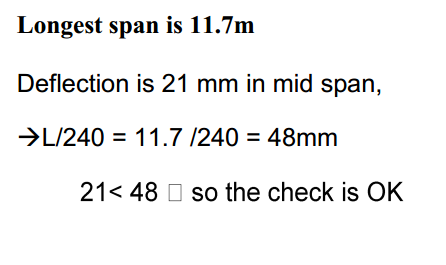 Longest span is 11.7m
Deflection is 21 mm in mid span,
→L/240 = 11.7 /240 = 48mm
21< 48 □ so the check is OK